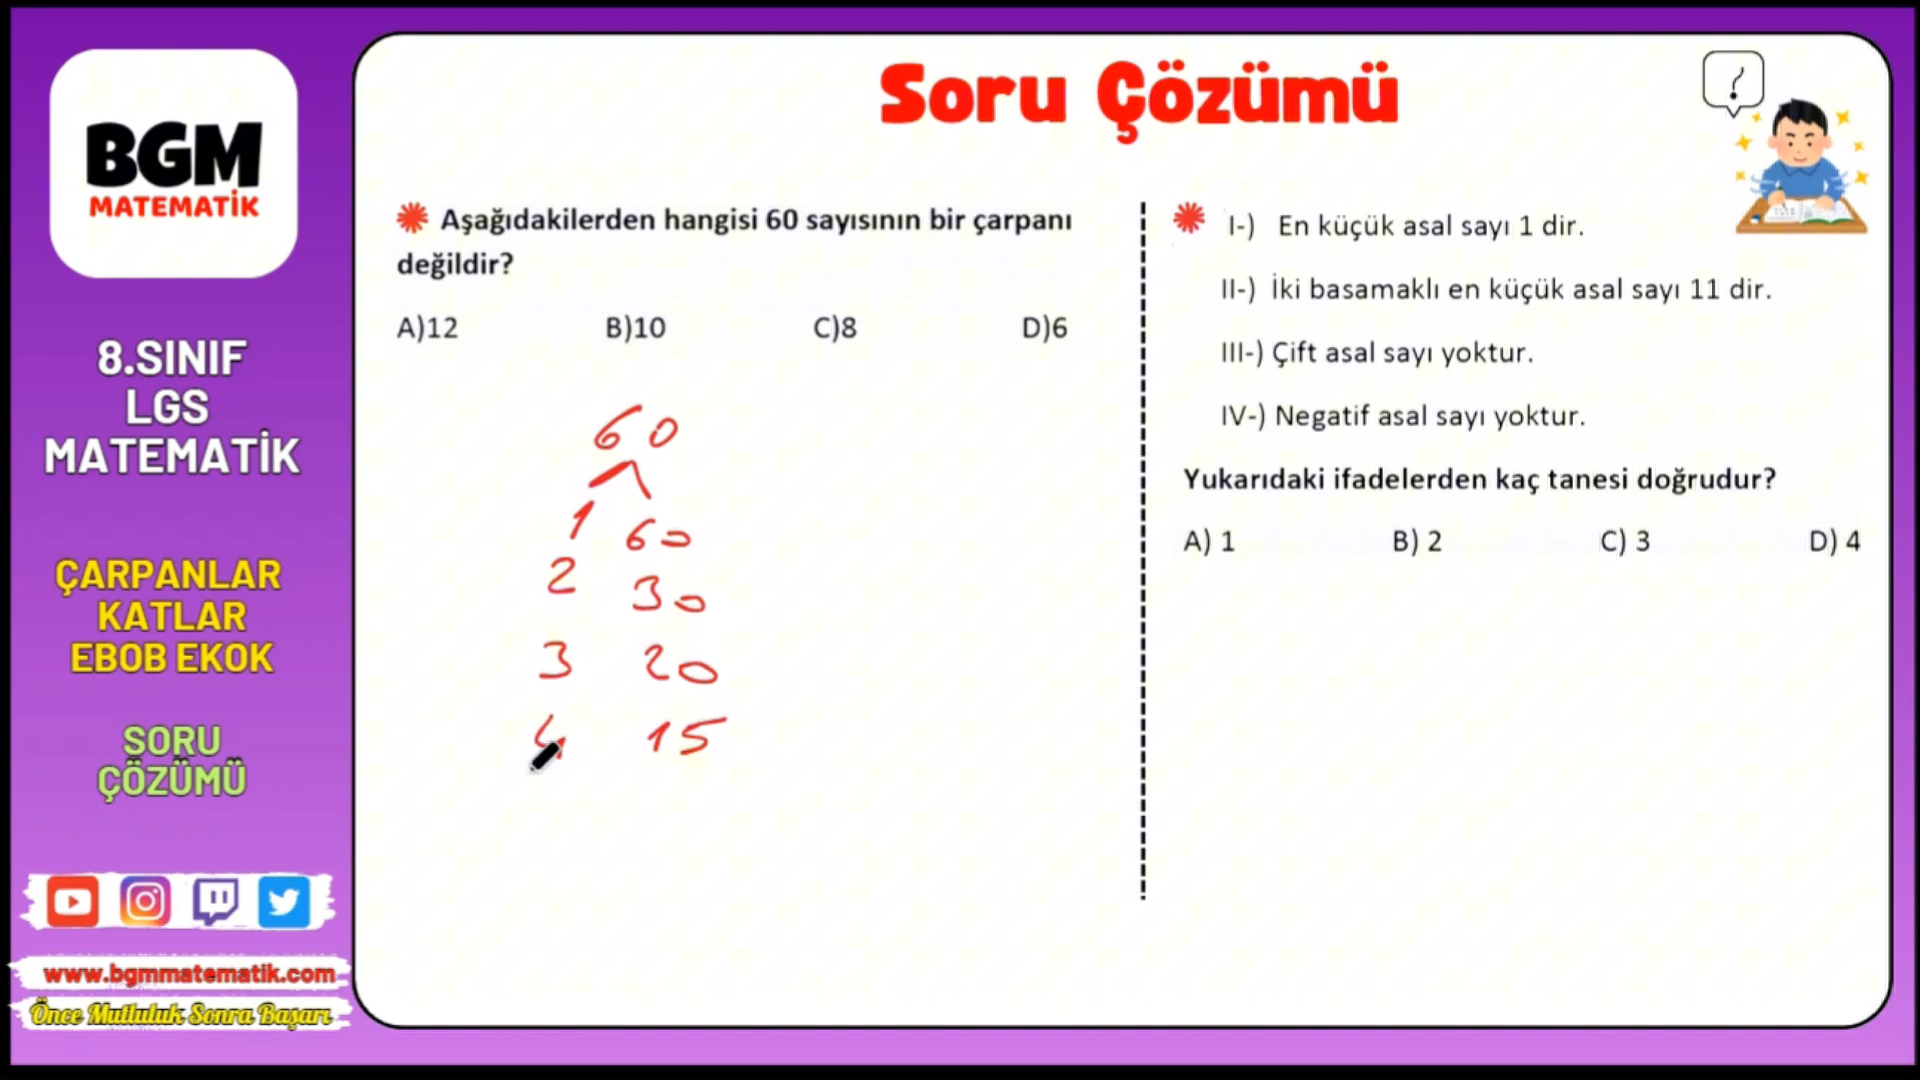 BGM
MATEMATİK
8.SINIF
LGS
MATEMATİK
ÇARPANLAR
KATLAR
EBOB EKOK
SORU
ÇÖZÜMÜ
www.bgmmatematik.com
Önce Mutluluk Sonra Başarı
Soru Çözümü
?
Aşağıdakilerden hangisi 60 sayısının bir çarpanı
değildir?
A)12 B)10 C)8 D)6
60
1 60
2 30
3 20
4 15
I-) En küçük asal sayı 1 dir.
II-) İki basamaklı en küçük asal sayı 11 dir.
III-) Çift asal sayı yoktur.
IV-) Negatif asal sayı yoktur.
Yukarıdaki ifadelerden kaç tanesi doğrudur?
A) 1 B) 2 C) 3 D) 4